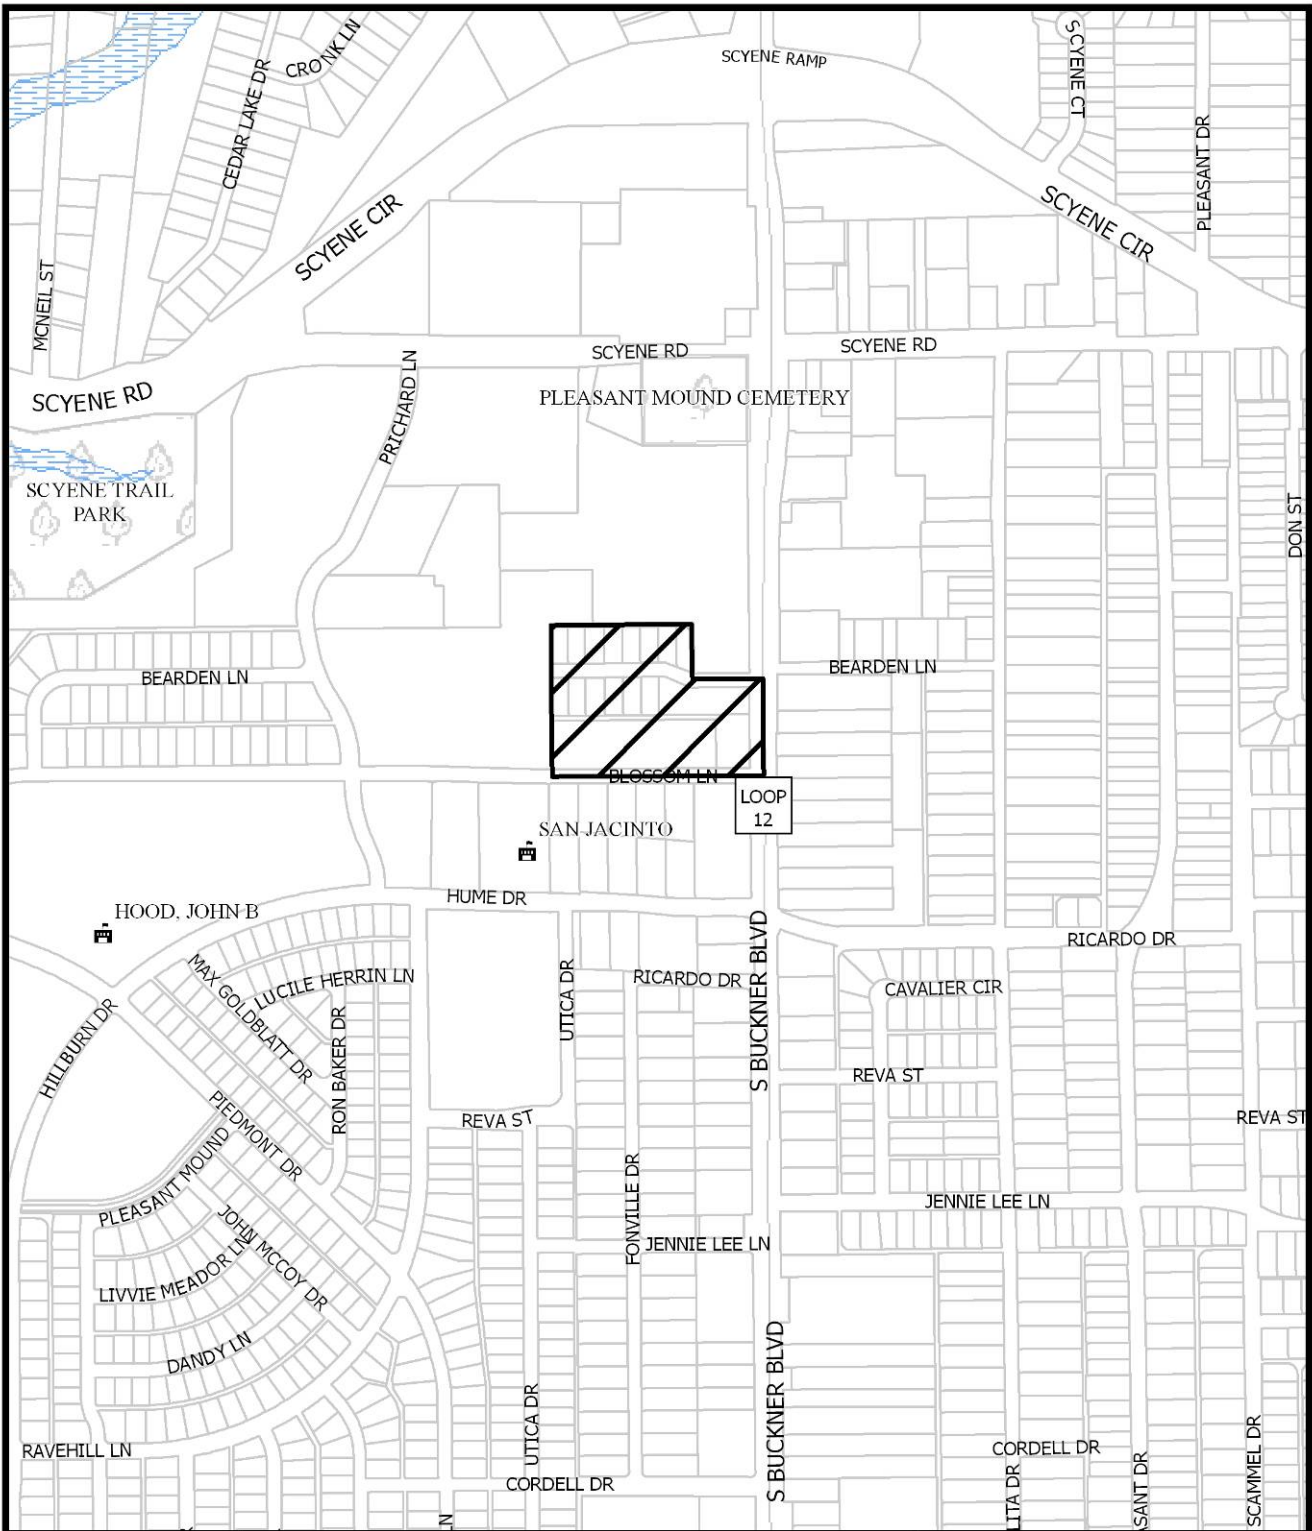 SCYENE RAMP
CRONK LN
SCYENE CT
CEDAR LAKE DR
PLEASANT DR
SCYENE CIR
SCYENE CIR
MCNEIL ST
SCYENE RD
SCYENE RD
SCYENE RD
PRICHARD LN
PLEASANT MOUND CEMETERY
SCYENE TRAIL
PARK
DON ST
BEARDEN LN
BEARDEN LN
BLOSSOM LN
LOOP
12
SAN JACINTO
HUME DR
HOOD, JOHN B
S BUCKNER BLVD
RICARDO DR
MAX GOLDBLATT DR
LUCILE HERRIN LN
UTICA DR
RICARDO DR
CAVALIER CIR
HILLBURN DR
RON BAKER DR
REVA ST
PIEDMONT DR
REVA ST
REVA ST
PLEASANT MOUND
FONVILLE DR
JENNIE LEE LN
JOHN MCCOY DR
JENNIE LEE LN
LIVVIE MEADOR LN
DANDY LN
S BUCKNER BLVD
UTICA DR
RAVEHILL LN
CORDELL DR
SCAMMEL DR
CORDELL DR
LITA DR
ASANT DR
LN